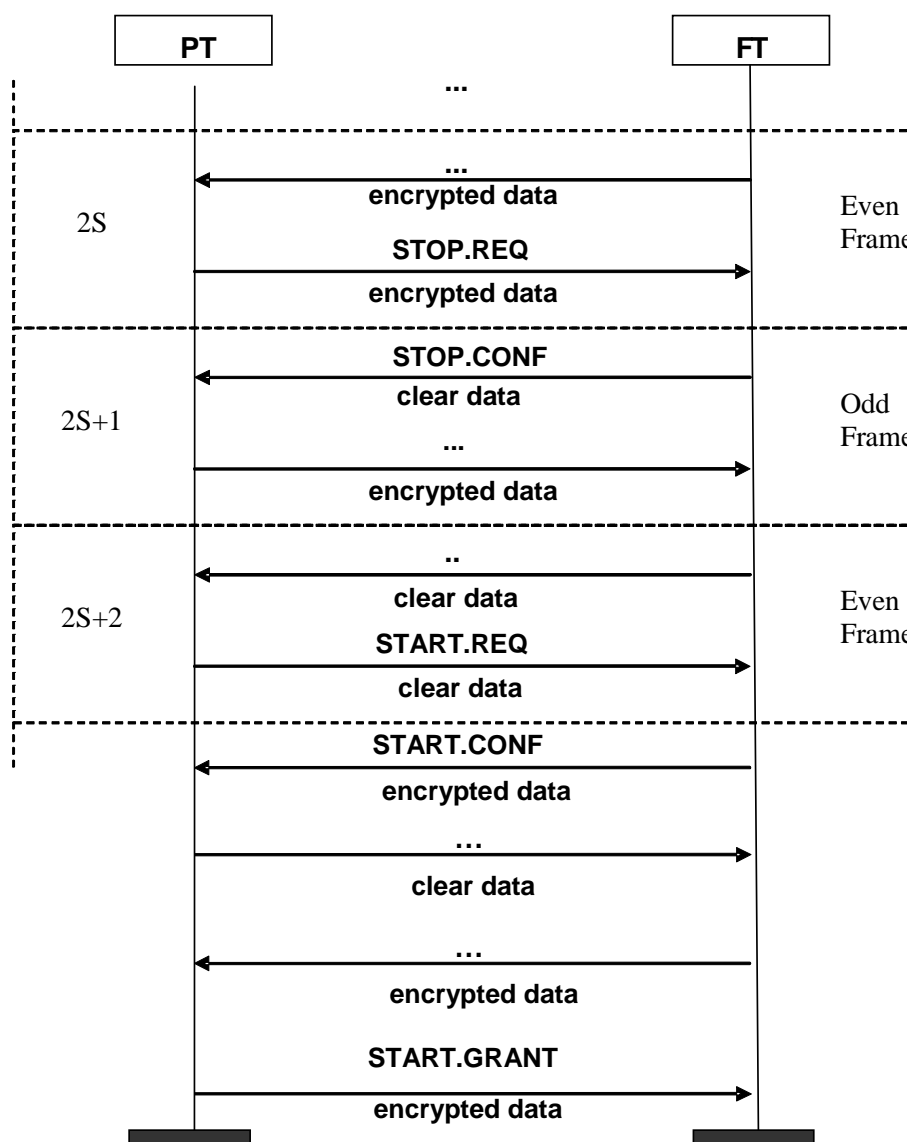 PT
FT
...
...
encrypted data
2S
Even
Frame
STOP.REQ
encrypted data
STOP.CONF
clear data
2S+1
Odd
Frame
...
encrypted data
..
clear data
2S+2
Even
Frame
START.REQ
clear data
START.CONF
encrypted data
...
clear data
...
encrypted data
START.GRANT
encrypted data